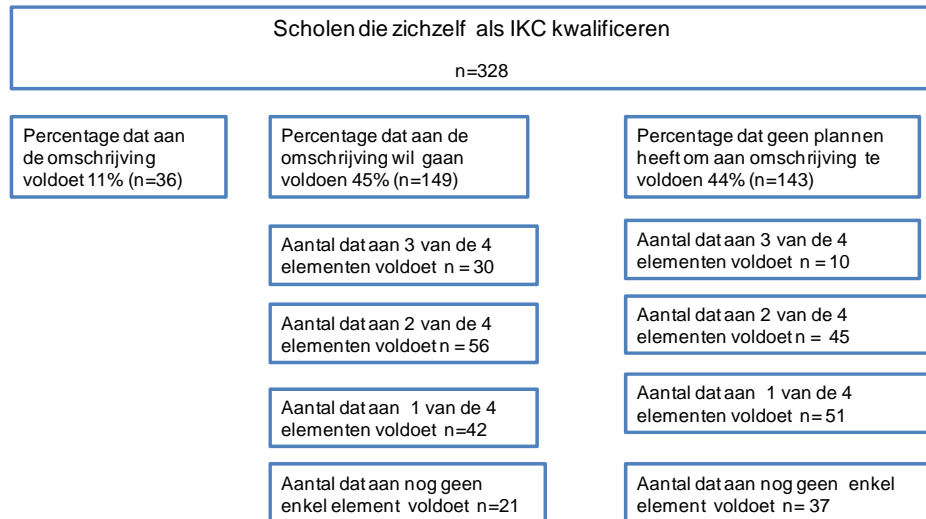 Scholen die zichzelf als IKC kwalificeren
n=328
Percentage dat aan
de omschrijving
voldoet 11% (n=36)
Percentage dat aan de
omschrijving wil gaan
voldoen 45% (n=149)
Percentage dat geen plannen
heeft om aan omschrijving te
voldoen 44% (n=143)
Aantal dat aan 3 van de 4
elementen voldoet n = 30
Aantal dat aan 3 van de 4
elementen voldoet n = 10
Aantal dat aan 2 van de 4
elementen voldoet n = 56
Aantal dat aan 2 van de 4
elementen voldoet n = 45
Aantal dat aan 1 van de 4
elementen voldoet n=42
Aantal dat aan 1 van de 4
elementen voldoet n=51
Aantal dat aan nog geen
enkel element voldoet n=21
Aantal dat aan nog geen enkel
element voldoet n= 37